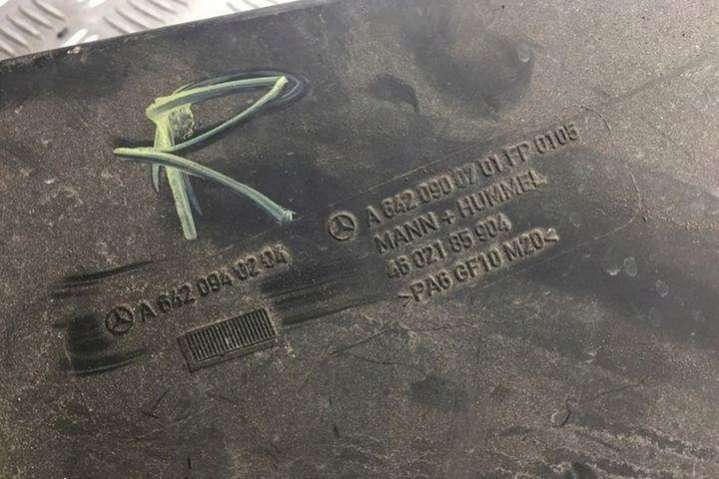 R
A 642 090 07 01 FP 0105
MANN + HUMMEL
46 021 85 904
>PA6 GF10 M20<
A 642 094 02 04